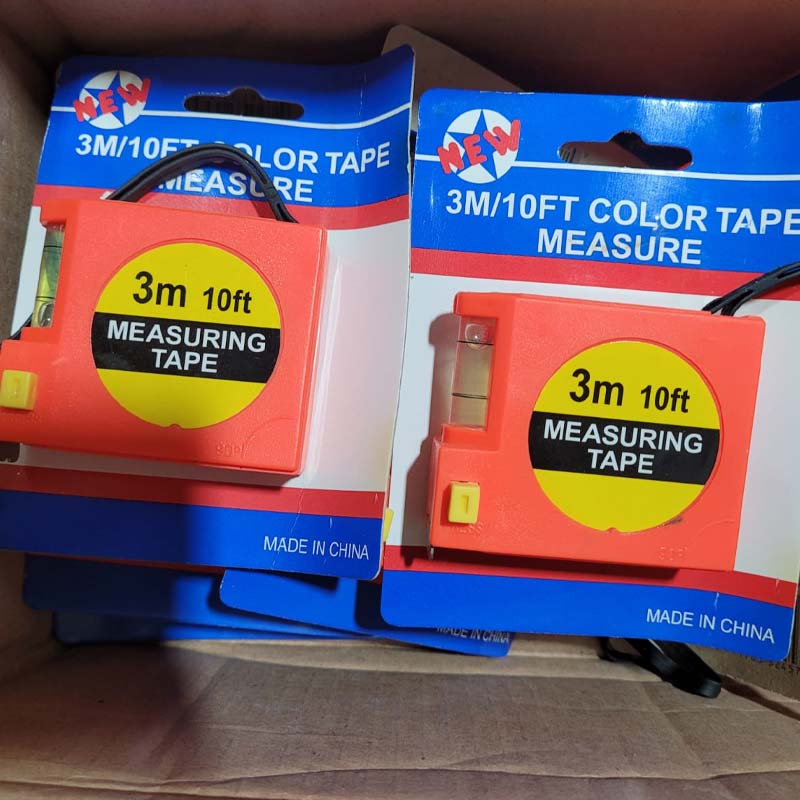 NEW
3M/10FT COLOR TAPE
MEASURE
3m 10ft
MEASURING
TAPE
MADE IN CHINA
NEW
3M/10FT COLOR TAPE
MEASURE
3m 10ft
MEASURING
TAPE
MADE IN CHINA
MADE IN CHINA